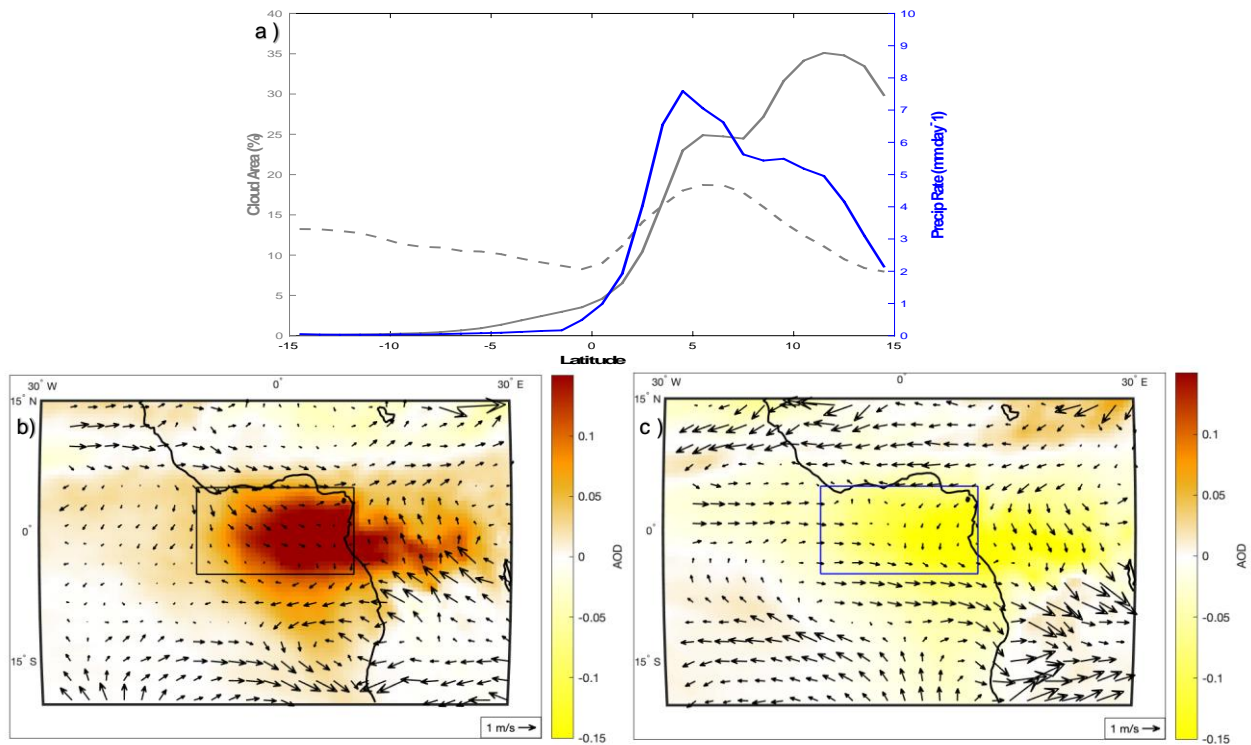 a )
40
35
30
25
20
15
10
5
0
Cloud Area (%)
10
9
8
7
6
5
4
3
2
1
0
Precip Rate (mm day-1)
-15 -10 -5 0 5 10 15
Latitude
b)
30° W 0° 30° E
15° N
0°
15° S
1 m/s
0.1
0.05
0
-0.05
-0.1
-0.15
AOD
c )
30° W 0° 30° E
15° N
0°
15° S
1 m/s
0.1
0.05
0
-0.05
-0.1
-0.15
AOD